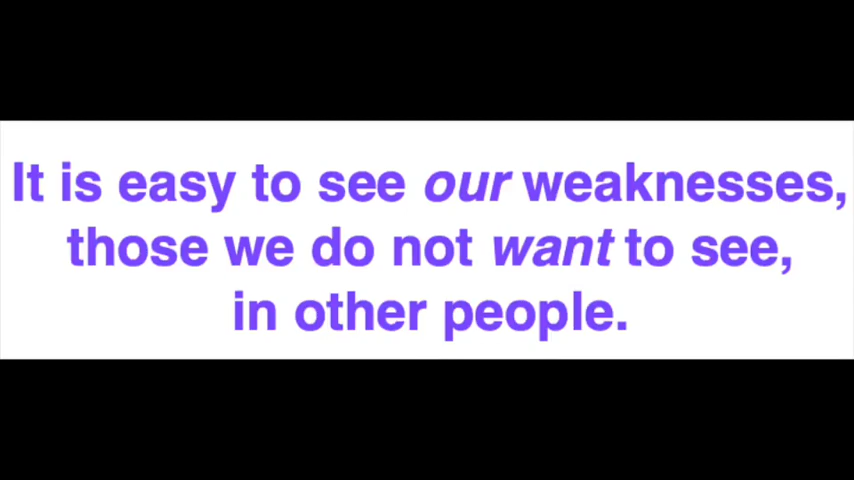 It is easy to see our weaknesses,
those we do not want to see,
in other people.